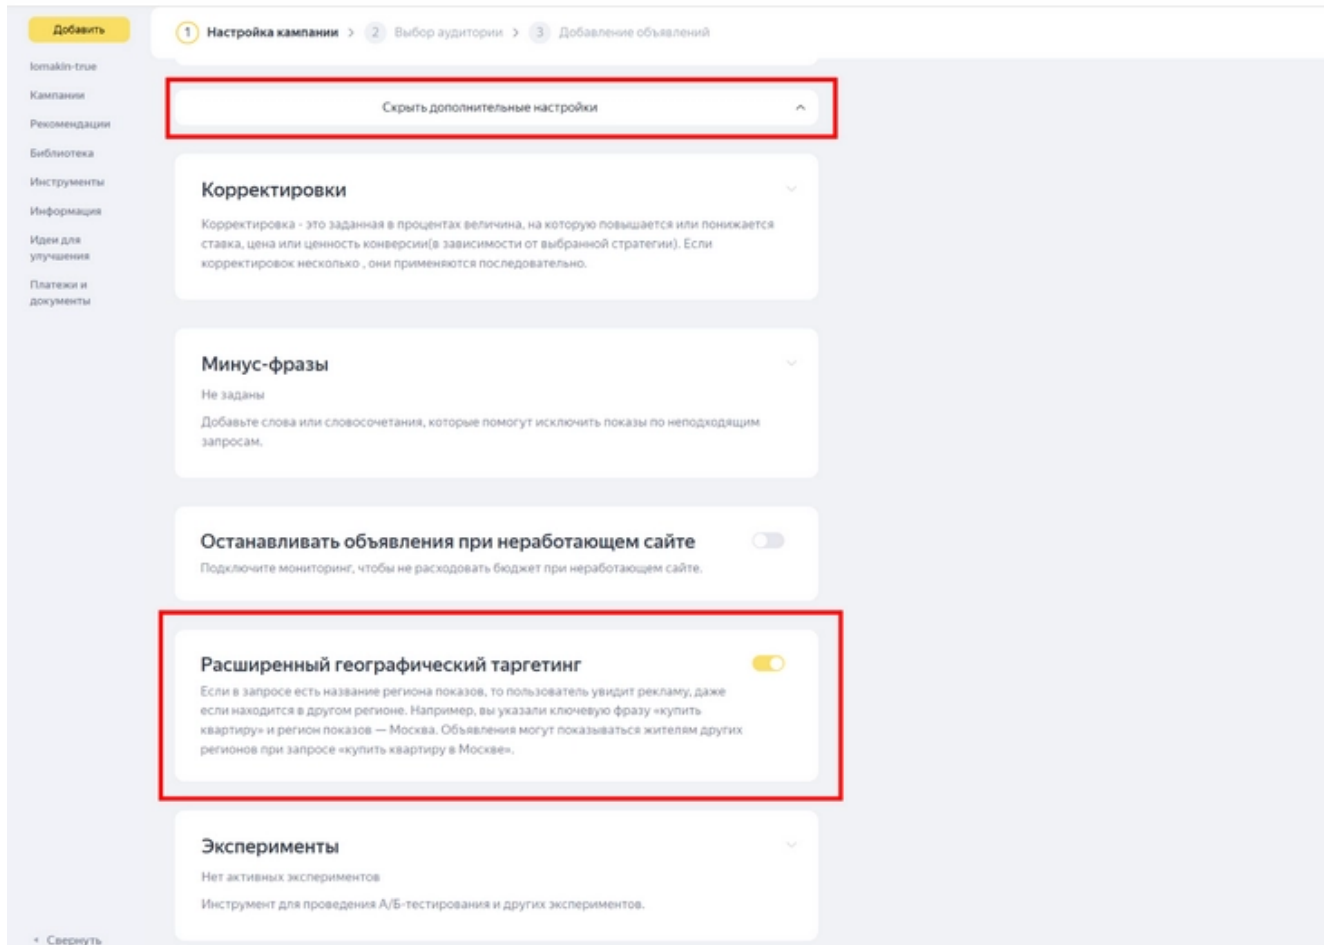 Добавить
1 Настройка кампании > 2 Выбор аудитории > 3 Добавление объявлений
lomakin-true
Кампании
Рекомендации
Библиотека
Инструменты
Информация
Идеи для
улучшения
Платежи и
документы
Скрыть дополнительные настройки
Корректировки
Корректировка - это заданная в процентах величина, на которую повышается или понижается
ставка, цена или ценность конверсии(в зависимости от выбранной стратегии). Если
корректировок несколько , они применяются последовательно.
Минус-фразы
Не заданы
Добавьте слова или словосочетания, которые помогут исключить показы по неподходящим
запросам.
Останавливать объявления при неработающем сайте
Подключите мониторинг, чтобы не расходовать бюджет при неработающем сайте.
Расширенный географический таргетинг
Если в запросе есть название региона показов, то пользователь увидит рекламу, даже
если находится в другом регионе. Например, вы указали ключевую фразу «купить
квартиру» и регион показов — Москва. Объявления могут показываться жителям других
регионов при запросе «купить квартиру в Москве».
Эксперименты
Нет активных экспериментов
Инструмент для проведения А/Б-тестирования и других экспериментов.
Свернуть